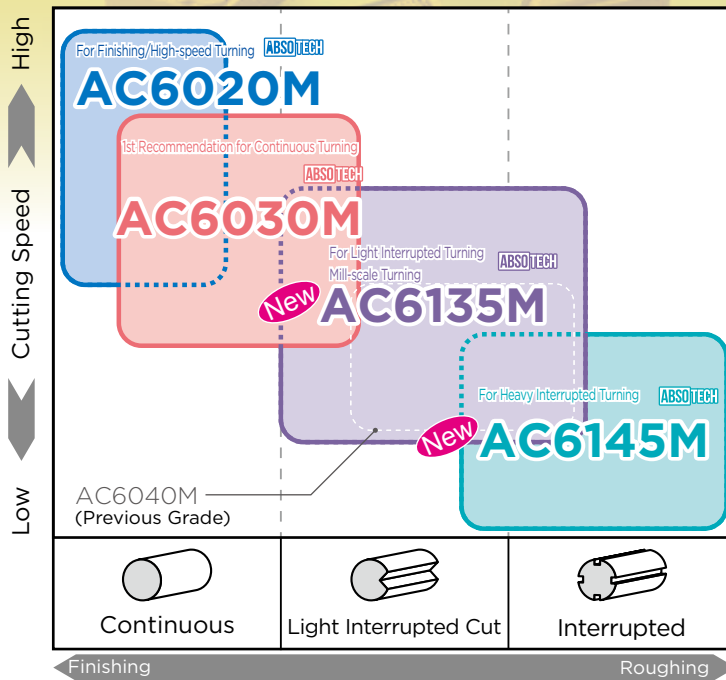 High
Cutting Speed
Low
For Finishing/High-speed Turning ABSOTECH
AC6020M
1st Recommendation for Continuous Turning
ABSOTECH
AC6030M
For Light Interrupted Turning ABSOTECH
Mill-scale Turning
New AC6135M
For Heavy Interrupted Turning ABSOTECH
New AC6145M
AC6040M
(Previous Grade)
Continuous
Light Interrupted Cut
Interrupted
Finishing
Roughing